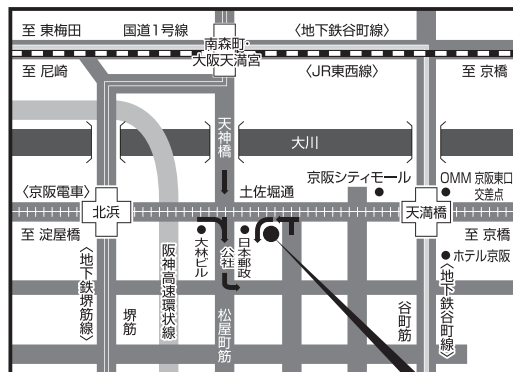 至 東梅田
国道1号線
〈地下鉄谷町線〉
南森町・
大阪天満宮
至 尼崎
〈JR東西線〉
至 京橋
天神橋
大川
京阪シティモール
OMM 京阪東口
交差点
〈京阪電車〉
土佐堀通
北浜
天満橋
至 淀屋橋
至 京橋
大林ビル
公社
日本郵政
ホテル京阪
〈地下鉄堺筋線〉
堺筋
阪神高速環状線
松屋町筋
谷町筋
〈地下鉄谷町線〉